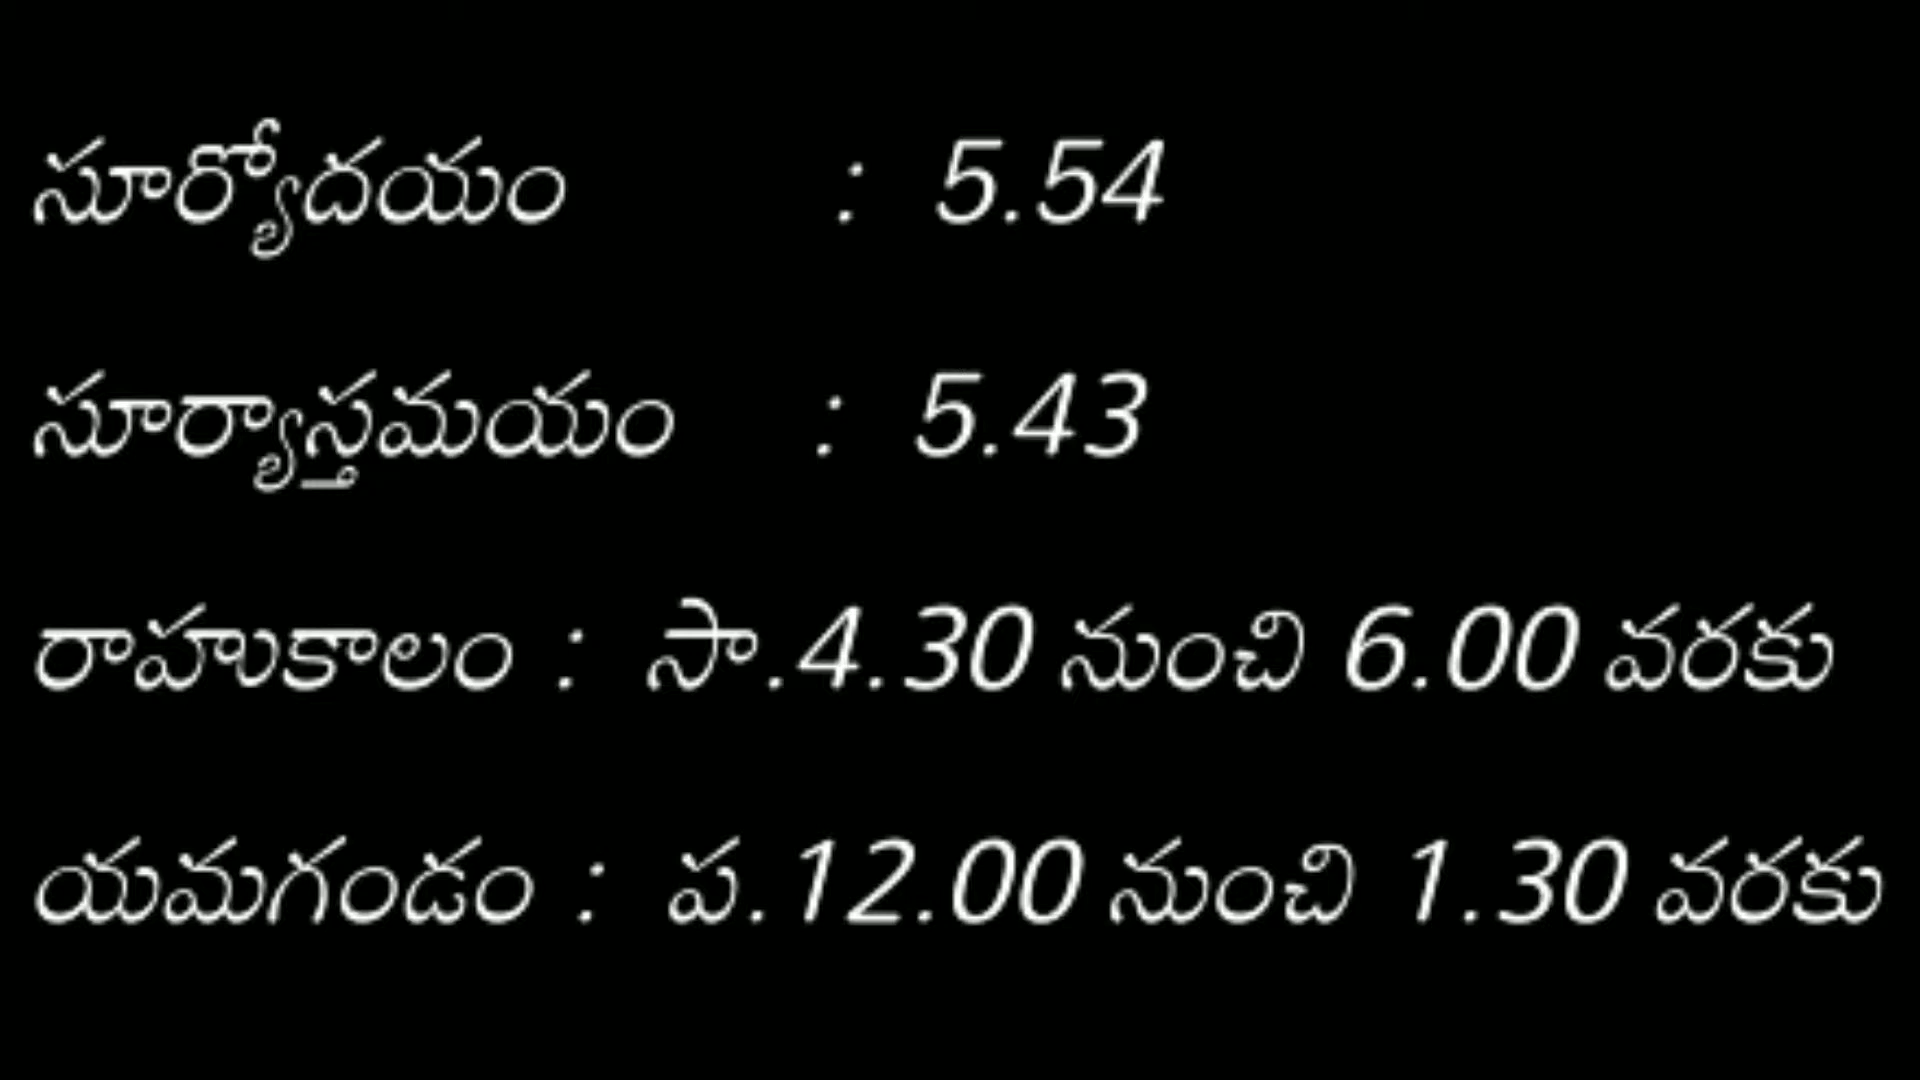 సూర్యోదయం : 5.54
సూర్యాస్తమయం : 5.43
రాహుకాలం : సా.4.30 నుంచి 6.00 వరకు
యమగండం : ప.12.00 నుంచి 1.30 వరకు